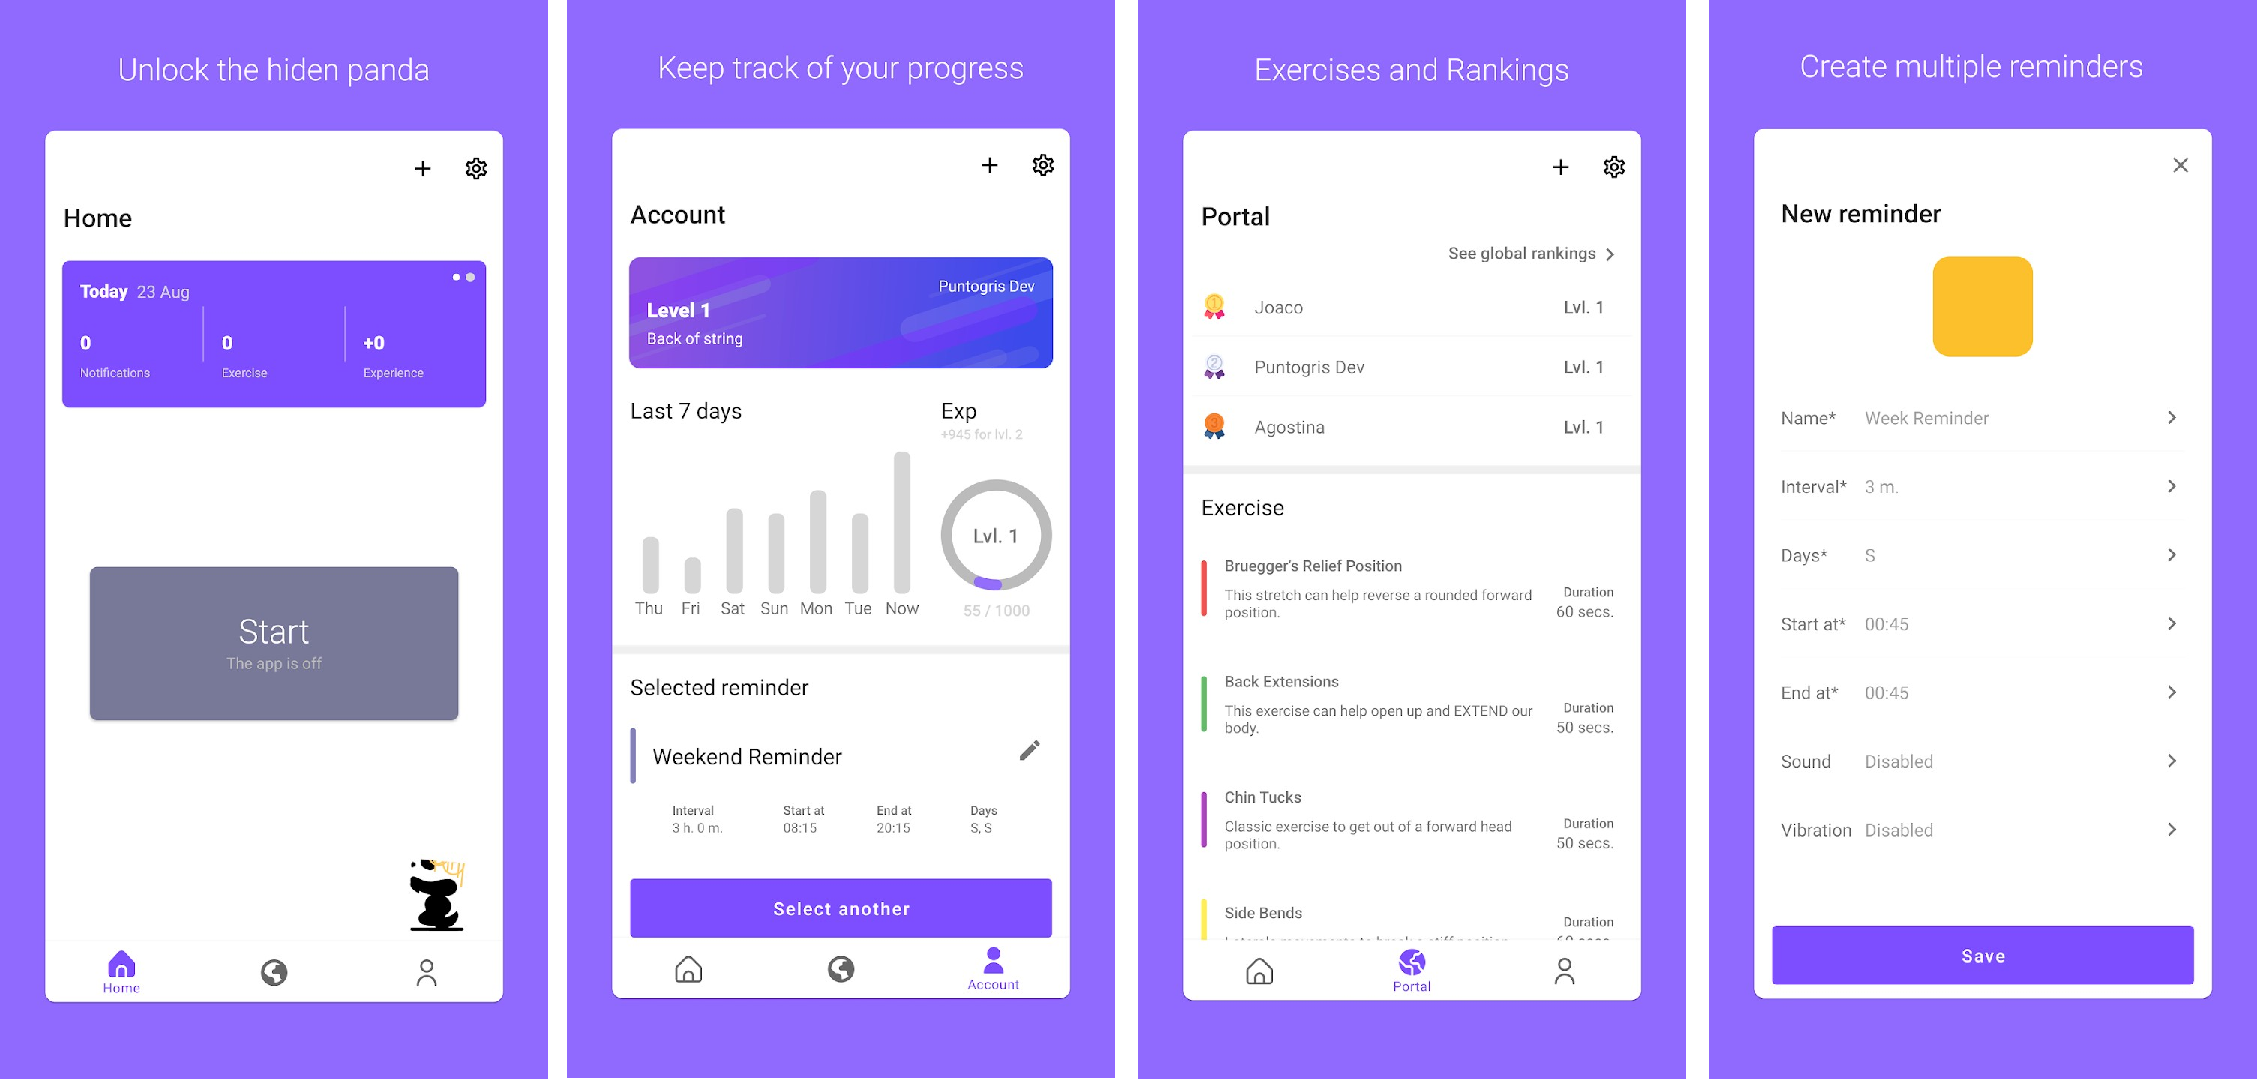 Unlock the hiden panda
Home
Today 23 Aug
0
0
+0
Notifications
Exercise
Experience
Start
The app is off
Home
Keep track of your progress
Account
Puntogris Dev
Level 1
Back of string
Last 7 days
Exp
+945 for lvl. 2
Lvl. 1
Thu Fri Sat Sun Mon Tue Now
55 / 1000
Selected reminder
Weekend Reminder
Interval
Start at
End at
Days
3 h. 0 m.
08:15
20:15
S, S
Select another
Account
Exercises and Rankings
Portal
See global rankings
1
Joaco
Lvl. 1
2
Puntogris Dev
Lvl. 1
3
Agostina
Lvl. 1
Exercise
Bruegger's Relief Position
This stretch can help reverse a rounded forward
position.
Duration
60 secs.
Back Extensions
This exercise can help open up and EXTEND our
body.
Duration
50 secs.
Chin Tucks
Classic exercise to get out of a forward head
position.
Duration
50 secs.
Side Bends
Duration
Portal
Create multiple reminders
New reminder
Name* Week Reminder
Interval* 3 m.
Days* S
Start at* 00:45
End at* 00:45
Sound Disabled
Vibration Disabled
Save